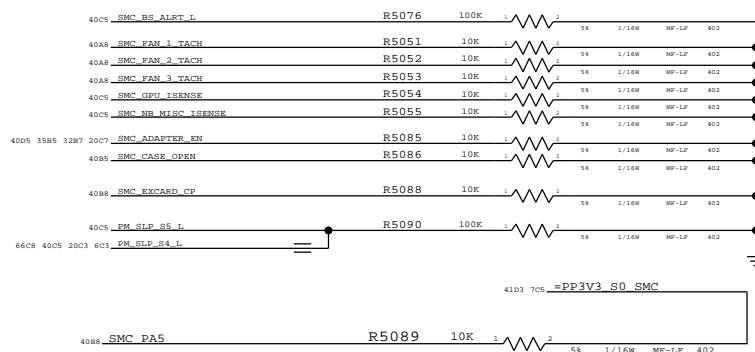 40C5 SMC_BS_ALRT_L R5076 100K 1 2
5% 1/16W MF-LF 402
40A8 SMC_FAN_1_TACH R5051 10K 1 2
5% 1/16W MF-LF 402
40A8 SMC_FAN_2_TACH R5052 10K 1 2
5% 1/16W MF-LF 402
40A8 SMC_FAN_3_TACH R5053 10K 1 2
5% 1/16W MF-LF 402
40C5 SMC_GPU_ISENSE R5054 10K 1 2
5% 1/16W MF-LF 402
40C5 SMC_NB_MISC_ISENSE R5055 10K 1 2
5% 1/16W MF-LF 402
40D5 35B5 32B7 20C7 SMC_ADAPTER_EN R5085 10K 1 2
5% 1/16W MF-LF 402
40B5 SMC_CASE_OPEN R5086 10K 1 2
5% 1/16W MF-LF 402
40B8 SMC_EXCARD_CP R5088 10K 1 2
5% 1/16W MF-LF 402
40C5 PM_SLP_S5_L R5090 100K 1 2
5% 1/16W MF-LF 402
66C8 40C5 20C3 6C3 PM_SLP_S4_L
41D3 7C5 =PP3V3_S0_SMC
40B8 SMC_PA5 R5089 10K 1 2
5% 1/16W MF-LF 402